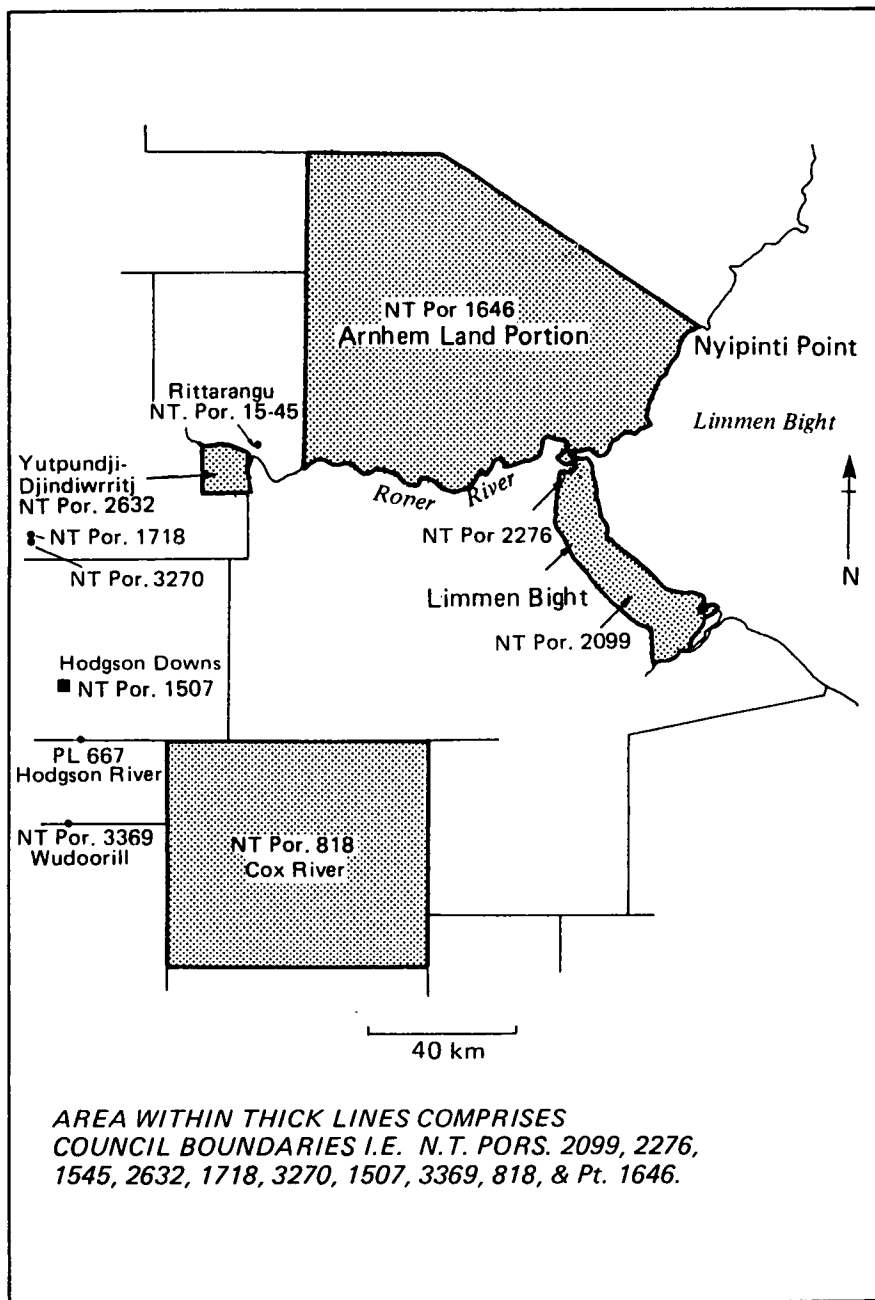 NT Por 1646
Arnhem Land Portion
Nyipinti Point
Limmen Bight
Rittarangu
NT. Por. 15-45
Yutpundji-
Djindiwrritj
NT Por. 2632
Roner River
NT Por. 1718
NT Por. 3270
NT Por 2276
Limmen Bight
NT Por. 2099
N
Hodgson Downs
NT Por. 1507
PL 667
Hodgson River
NT Por. 3369
Wudoorill
NT Por. 818
Cox River
40 km
AREA WITHIN THICK LINES COMPRISES
COUNCIL BOUNDARIES I.E. N.T. PORS. 2099, 2276,
1545, 2632, 1718, 3270, 1507, 3369, 818, & Pt. 1646.